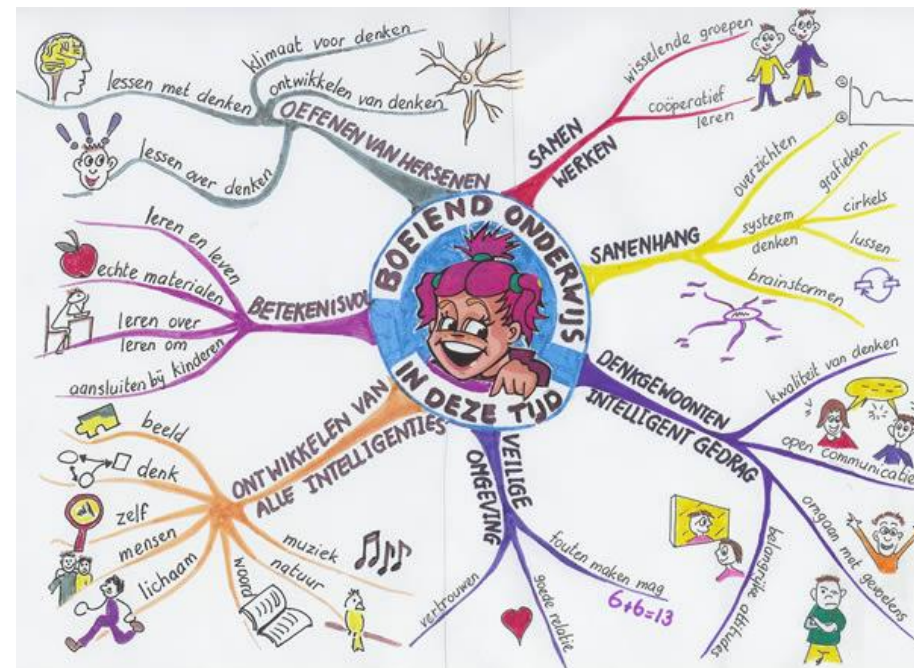 BOEIEND ONDERWIJS
IN DEZE TIJD
OEFENEN VAN HERSENEN
klimaat voor denken
ontwikkelen van denken
lessen met denken
lessen over denken
SAMEN
WERKEN
wisselende groepen
coöperatief
leren
SAMENHANG
overzichten
systeem
denken
grafieken
cirkels
lussen
brainstormen
DENKGEWOONTEN
INTELLIGENT GEDRAG
kwaliteit van denken
open communicatie
omgaan met gevoelens
belangrijke attitudes
VEILIGE
OMGEVING
fouten maken mag
6+6=13
goede relatie
vertrouwen
ONTWIKKELEN VAN
ALLE INTELLIGENTIES
beeld
denk
zelf
mensen
lichaam
woord
natuur
muziek
BETEKENISVOL
leren en leven
echte materialen
leren over
leren om
aansluiten bij kinderen